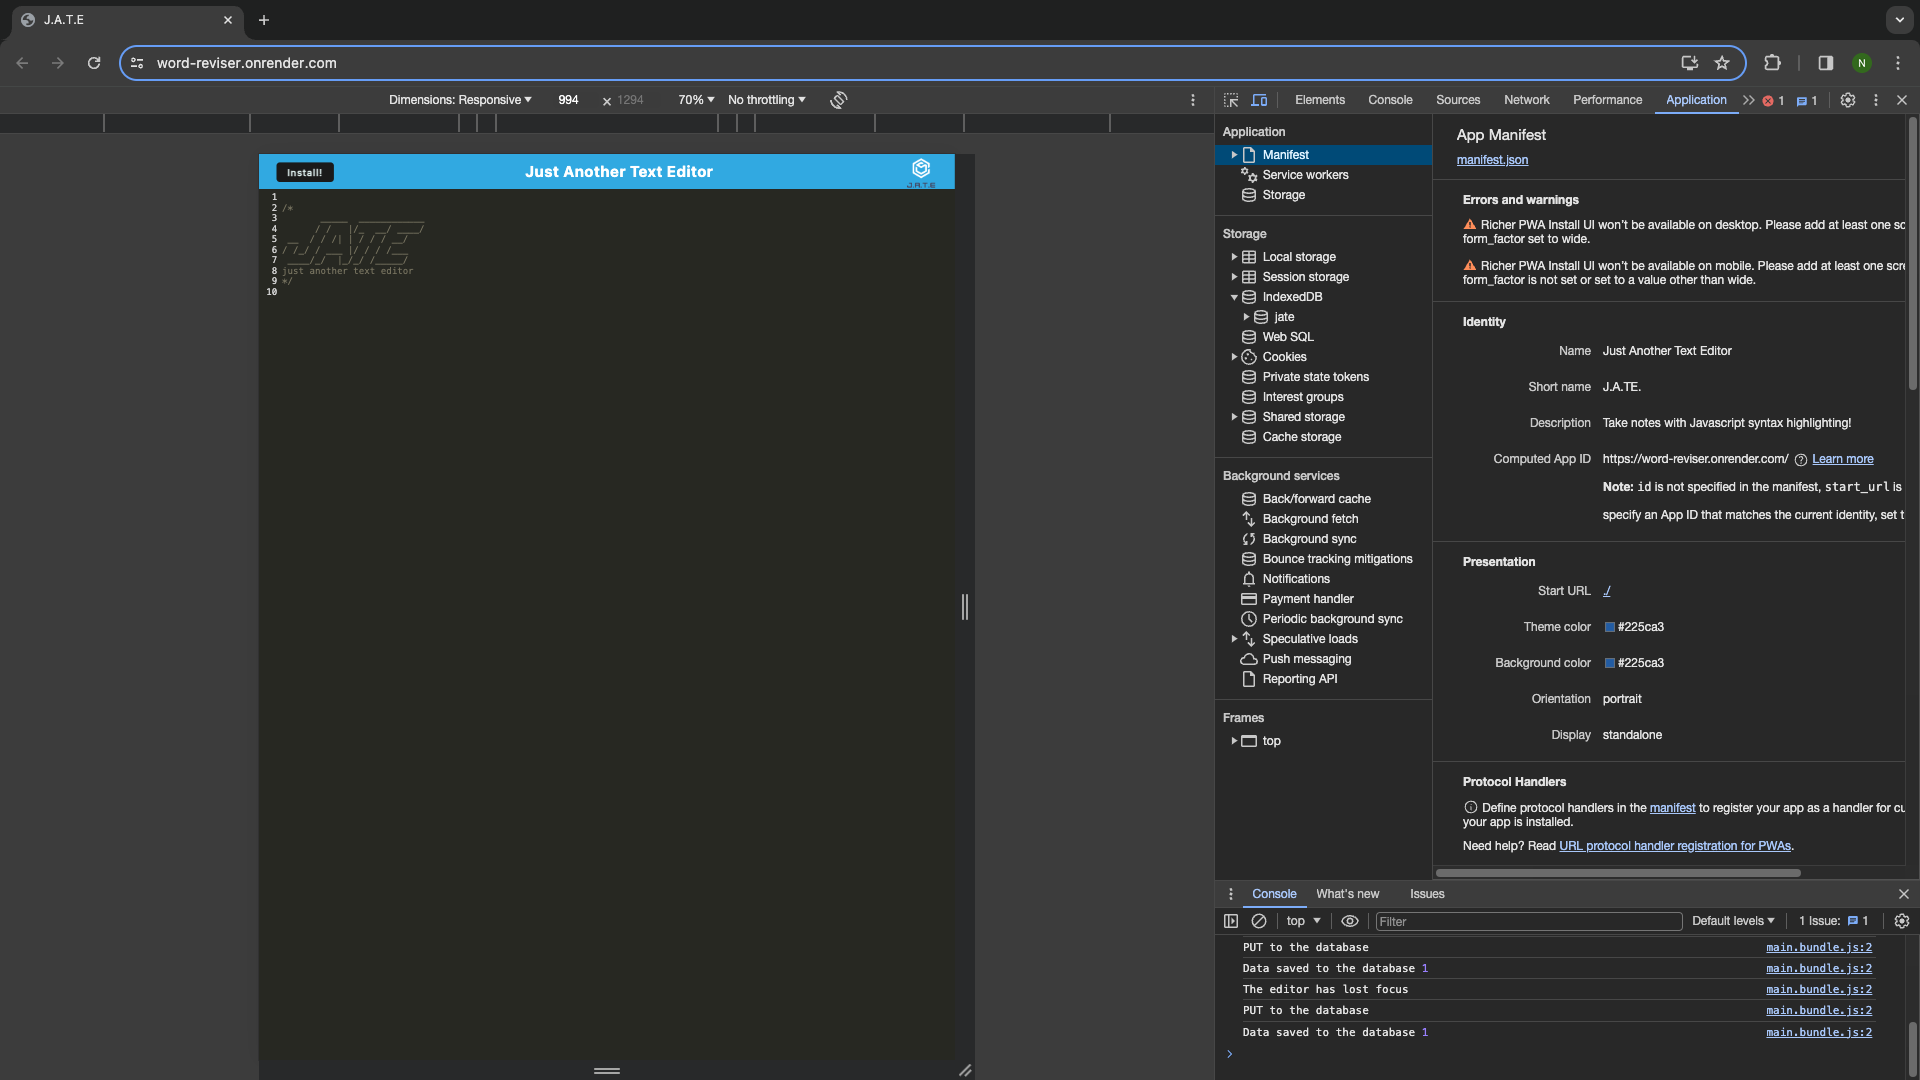 J.A.T.E
word-reviser.onrender.com
N
Dimensions: Responsive
994
1294
70%
No throttling
Elements
Console
Sources
Network
Performance
Application
1
1
Install!
Just Another Text Editor
J.A.T.E
1
2 /*
3 _____ ____________
4 / / |/_ __/ ____/
5 __ / / /| | / / / __/
6 / /_/ / ___ |/ / / /___
7 ____/_/ |_/_/ /_____/
8 just another text editor
9 */
10
Application
Manifest
Service workers
Storage
Storage
Local storage
Session storage
IndexedDB
jate
Web SQL
Cookies
Private state tokens
Interest groups
Shared storage
Cache storage
Background services
Back/forward cache
Background fetch
Background sync
Bounce tracking mitigations
Notifications
Payment handler
Periodic background sync
Speculative loads
Push messaging
Reporting API
Frames
top
App Manifest
manifest.json
Errors and warnings
Richer PWA Install UI won't be available on desktop. Please add at least one sc
form_factor set to wide.
Richer PWA Install UI won't be available on mobile. Please add at least one scre
form_factor is not set or set to a value other than wide.
Identity
Name Just Another Text Editor
Short name J.A.TE.
Description Take notes with Javascript syntax highlighting!
Computed App ID https://word-reviser.onrender.com/ Learn more
Note: id is not specified in the manifest, start_url is
specify an App ID that matches the current identity, set t
Presentation
Start URL ./
Theme color #225ca3
Background color #225ca3
Orientation portrait
Display standalone
Protocol Handlers
Define protocol handlers in the manifest to register your app as a handler for cu
your app is installed.
Need help? Read URL protocol handler registration for PWAs.
Console
What's new
Issues
top
Filter
Default levels
1 Issue: 1
PUT to the database main.bundle.js:2
Data saved to the database 1 main.bundle.js:2
The editor has lost focus main.bundle.js:2
PUT to the database main.bundle.js:2
Data saved to the database 1 main.bundle.js:2